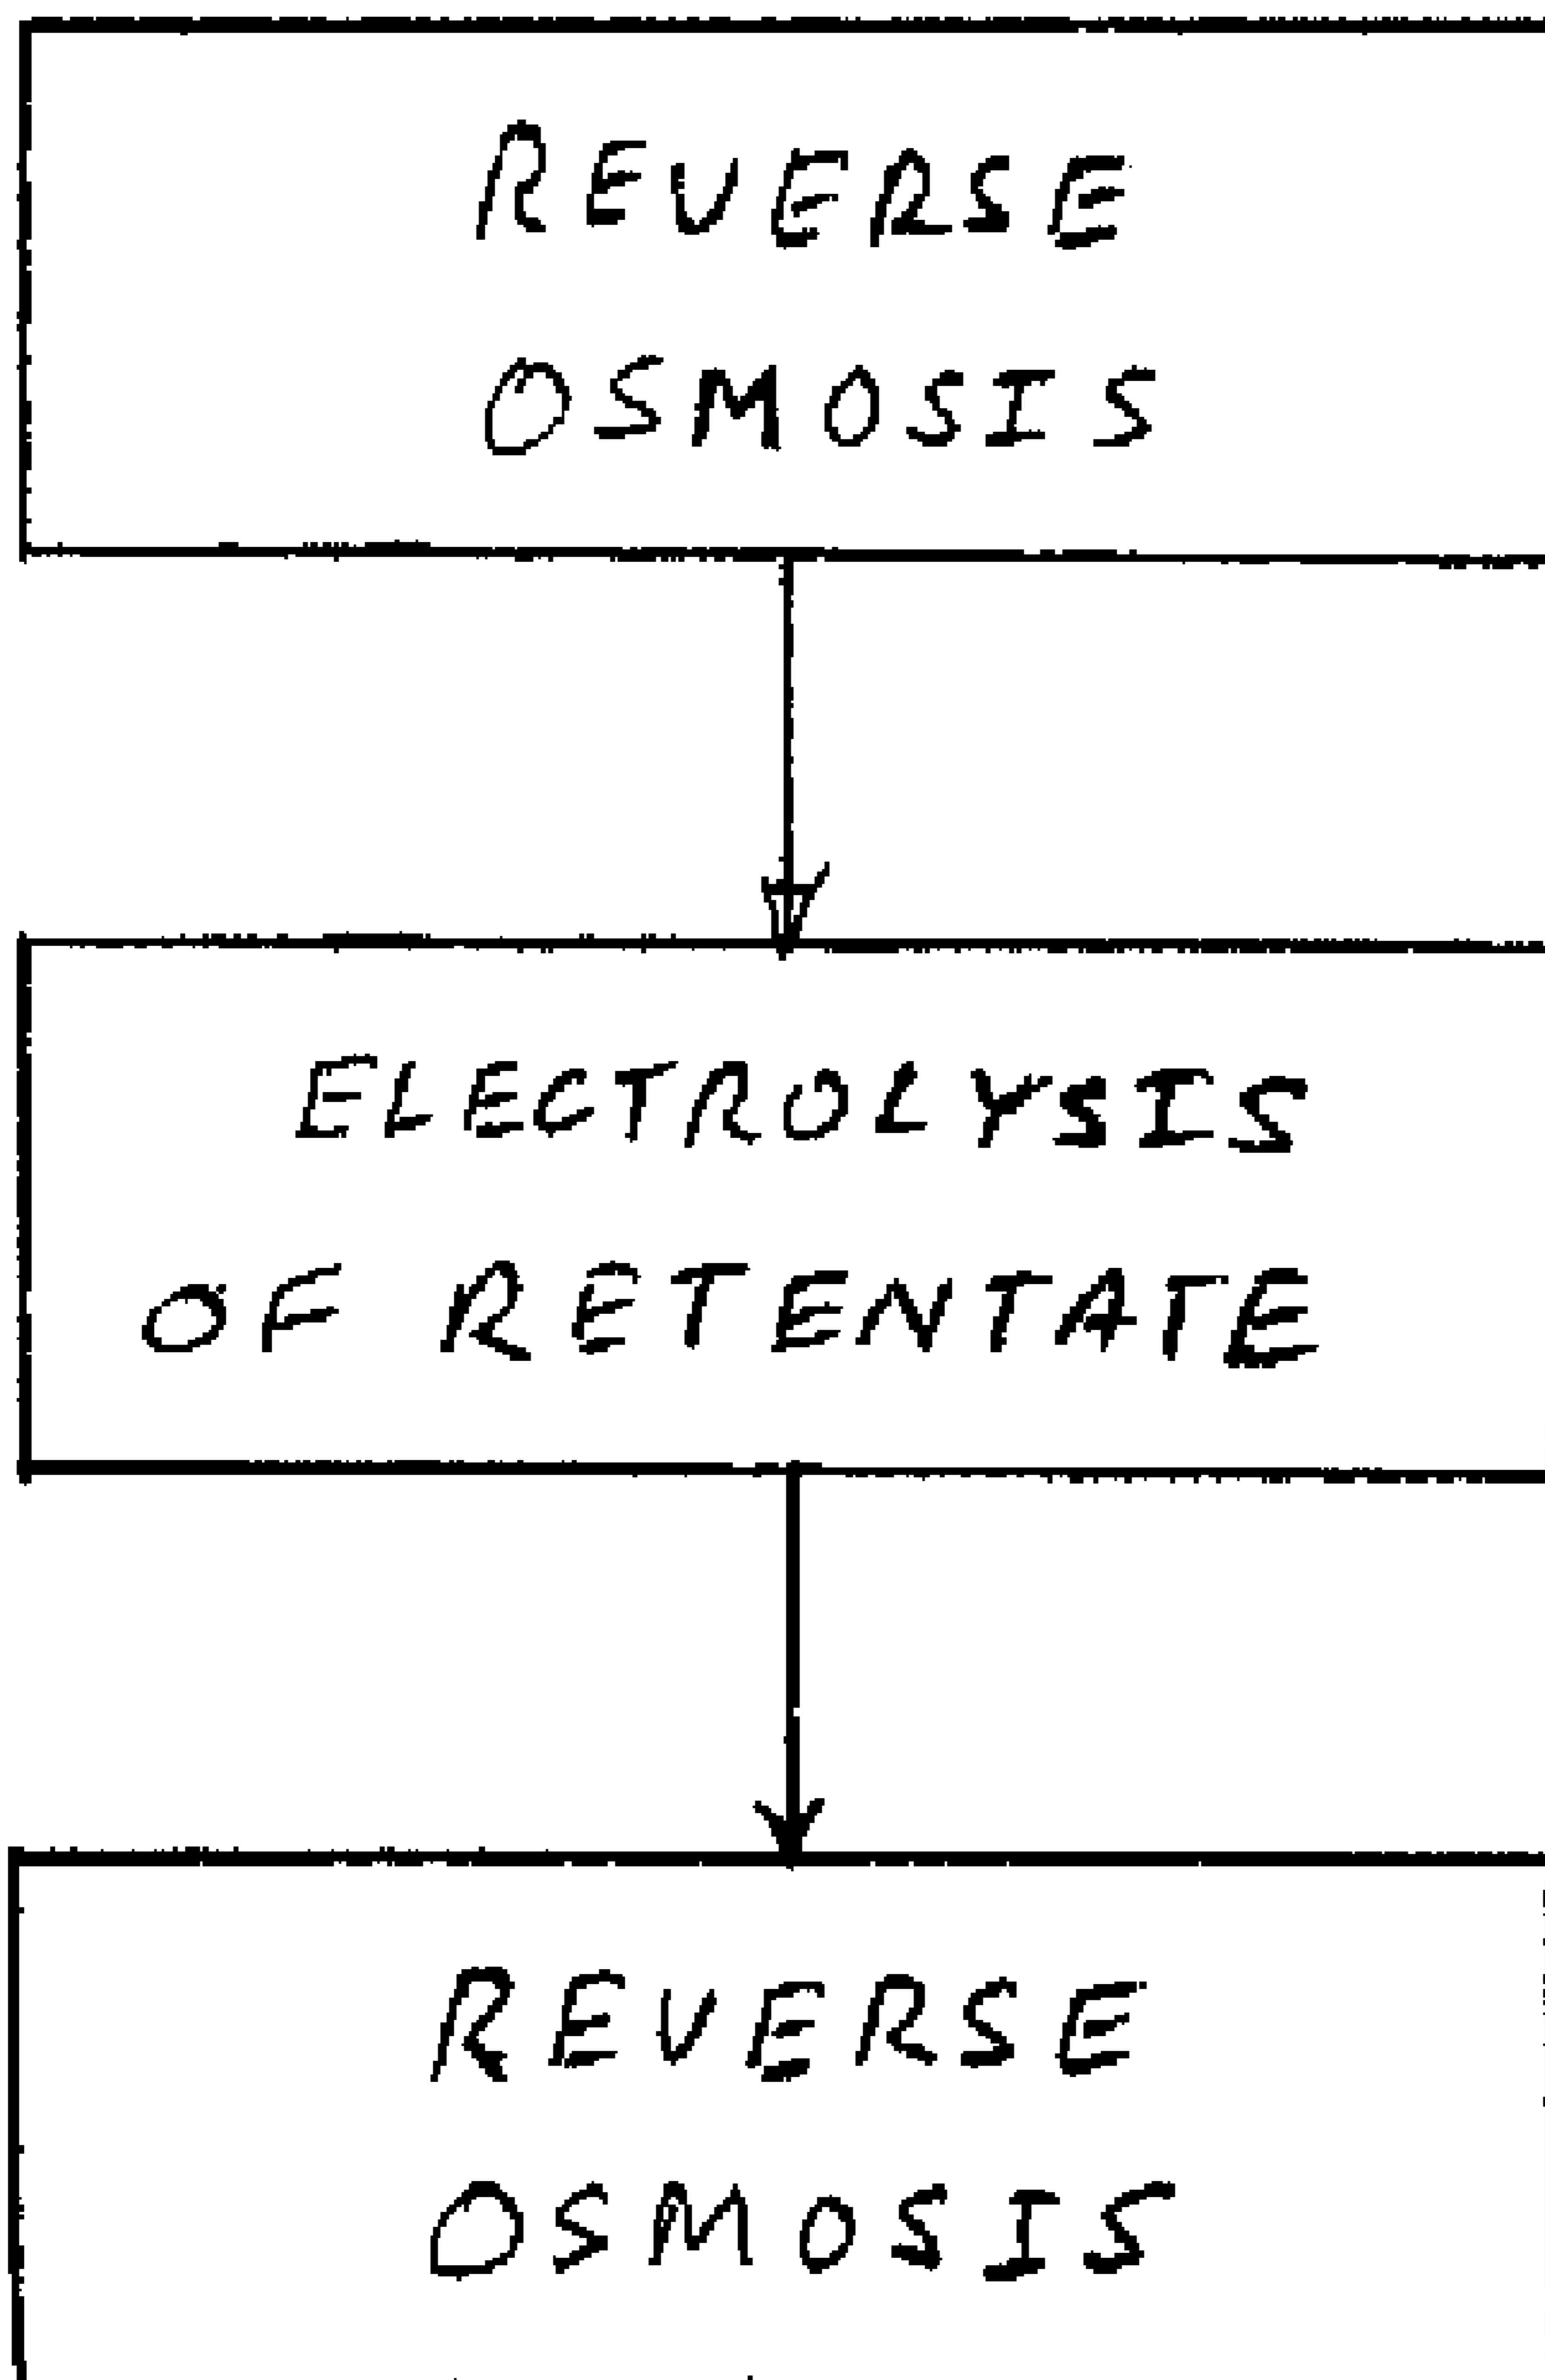 REVERSE
OSMOSIS
ELECTROLYSIS
OF RETENTATE
REVERSE
OSMOSIS